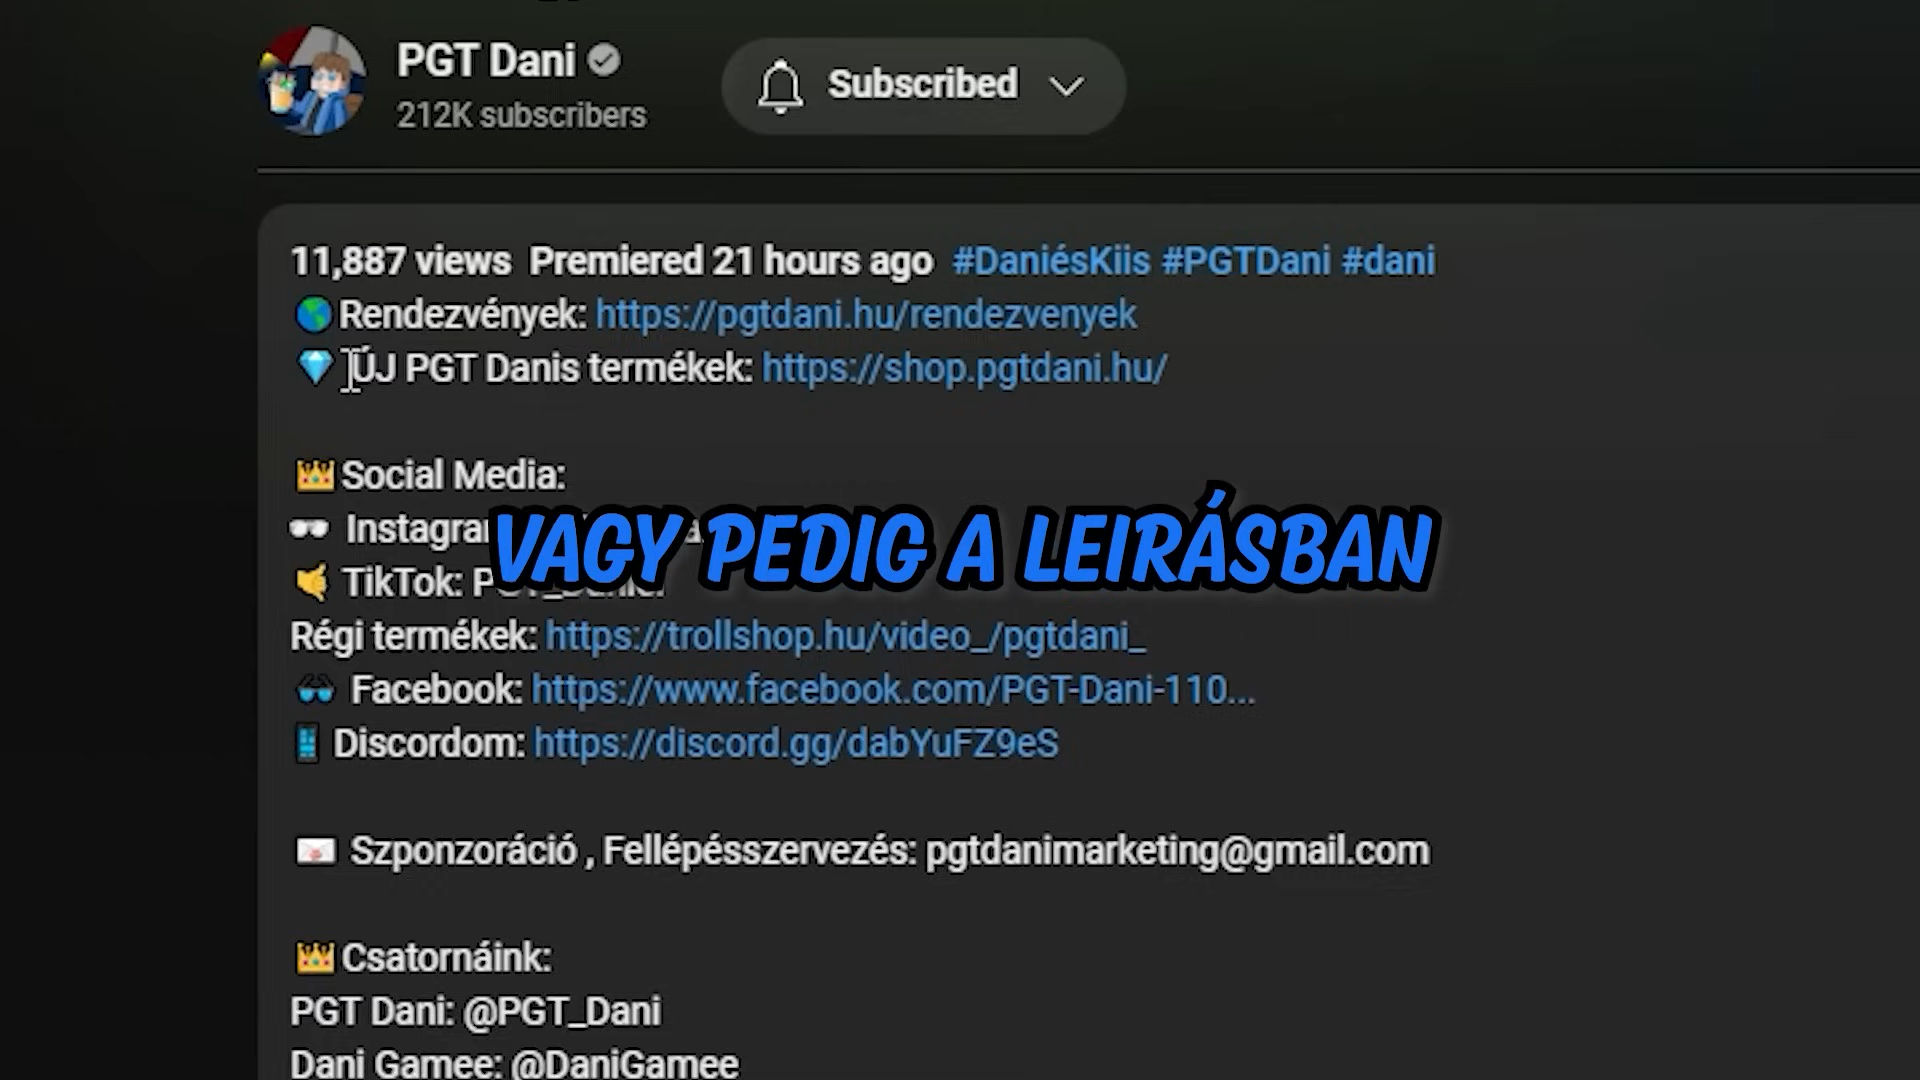 PGT Dani
212K subscribers
Subscribed
11,887 views Premiered 21 hours ago #DaniésKiis #PGTDani #dani
Rendezvények: https://pgtdani.hu/rendezvenyek
ÚJ PGT Danis termékek: https://shop.pgtdani.hu/
Social Media:
VAGY PEDIG A LEIRÁSBAN
TikTok:
Régi termékek: https://trollshop.hu/video_/pgtdani_
Facebook: https://www.facebook.com/PGT-Dani-110...
Discordom: https://discord.gg/dabYuFZ9eS
Szponzoráció , Fellépésszervezés: pgtdanimarketing@gmail.com
Csatornáink:
PGT Dani: @PGT_Dani
Dani Gamee: @DaniGamee